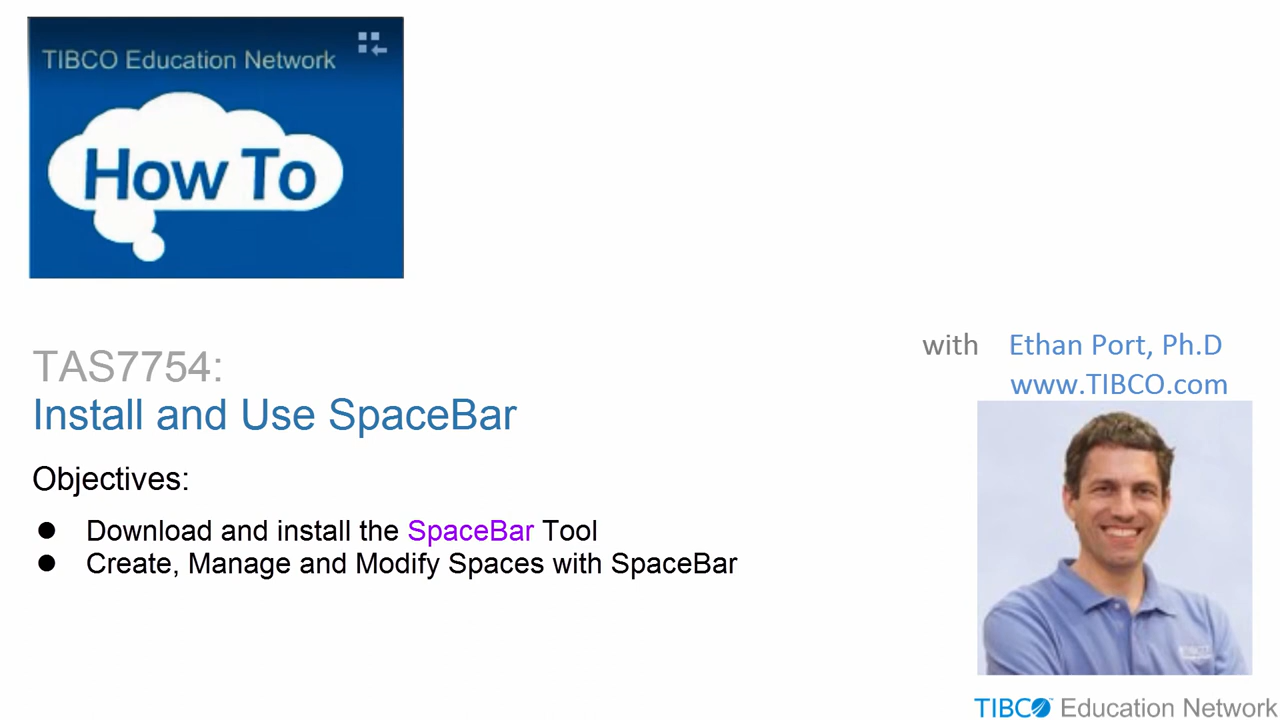 TIBCO Education Network
How To
TAS7754:
Install and Use SpaceBar
Objectives:
● Download and install the SpaceBar Tool
● Create, Manage and Modify Spaces with SpaceBar
with Ethan Port, Ph.D
www.TIBCO.com
TIBCO™ Education Network